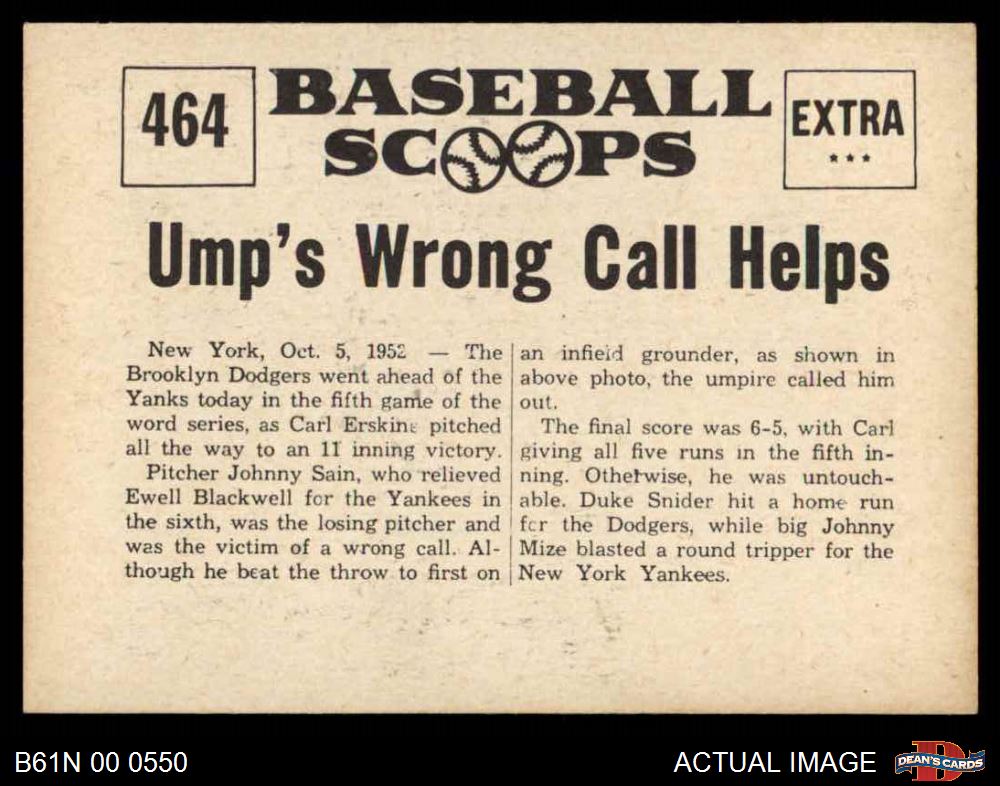 464
BASEBALL
SCOOPS
EXTRA
***
Ump's Wrong Call Helps
New York, Oct. 5, 1952 — The
Brooklyn Dodgers went ahead of the
Yanks today in the fifth game of the
word series, as Carl Erskine pitched
all the way to an 11 inning victory.
Pitcher Johnny Sain, who relieved
Ewell Blackwell for the Yankees in
the sixth, was the losing pitcher and
was the victim of a wrong call. Al-
though he beat the throw to first on
an infield grounder, as shown in
above photo, the umpire called him
out.
The final score was 6-5, with Carl
giving all five runs in the fifth in-
ning. Otherwise, he was untouch-
able. Duke Snider hit a home run
for the Dodgers, while big Johnny
Mize blasted a round tripper for the
New York Yankees.
B61N 00 0550
ACTUAL IMAGE
D
DEAN'S CARDS